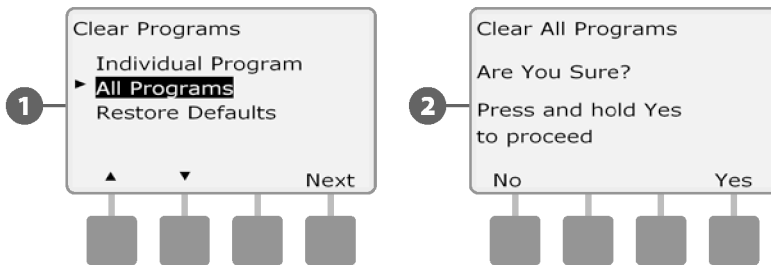 1
Clear Programs
Individual Program
► All Programs
Restore Defaults
▲ ▼ Next
2
Clear All Programs
Are You Sure?
Press and hold Yes
to proceed
No Yes